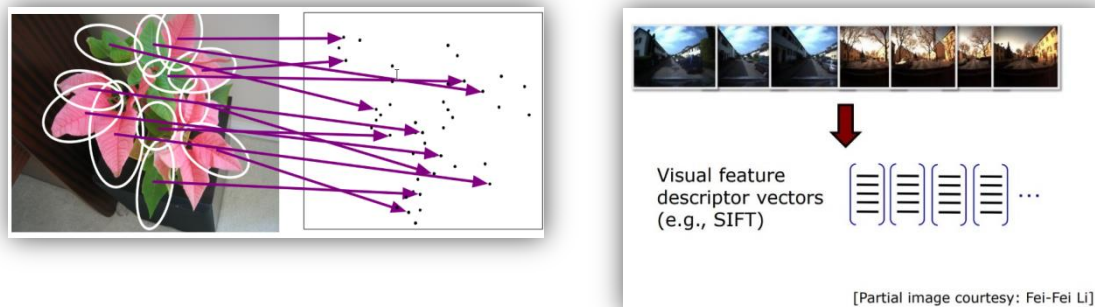 Visual feature
descriptor vectors
(e.g., SIFT)
...
[Partial image courtesy: Fei-Fei Li]